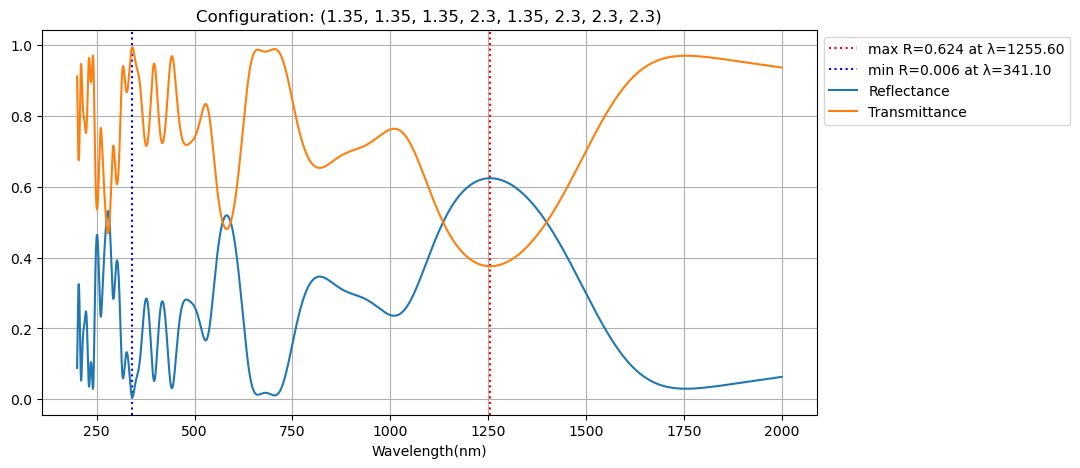 Configuration: (1.35, 1.35, 1.35, 2.3, 1.35, 2.3, 2.3, 2.3)
1.0
0.8
0.6
0.4
0.2
0.0
250
500
750
1000
1250
1500
1750
2000
Wavelength(nm)
max R=0.624 at λ=1255.60
min R=0.006 at λ=341.10
Reflectance
Transmittance